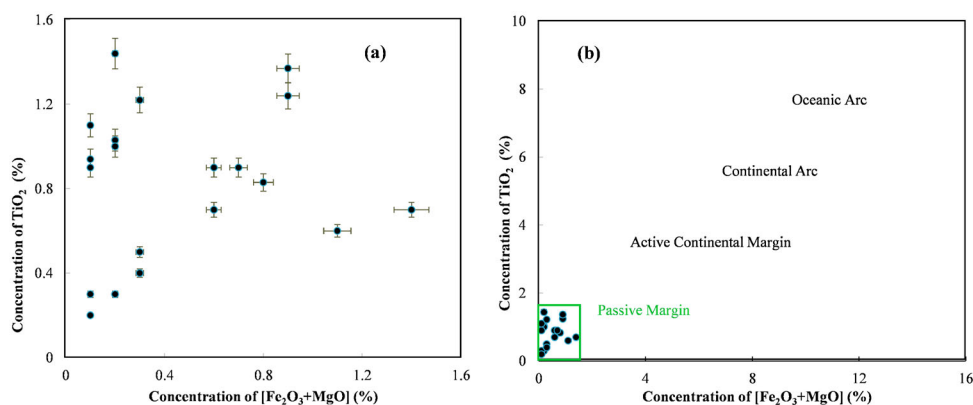 (a)
1.6
1.2
0.8
0.4
0
0
0.4
0.8
1.2
1.6
Concentration of TiO₂ (%)
Concentration of [Fe₂O₃+MgO] (%)
(b)
10
8
6
4
2
0
0
4
8
12
16
Concentration of TiO₂ (%)
Oceanic Arc
Continental Arc
Active Continental Margin
Passive Margin
Concentration of [Fe₂O₃+MgO] (%)